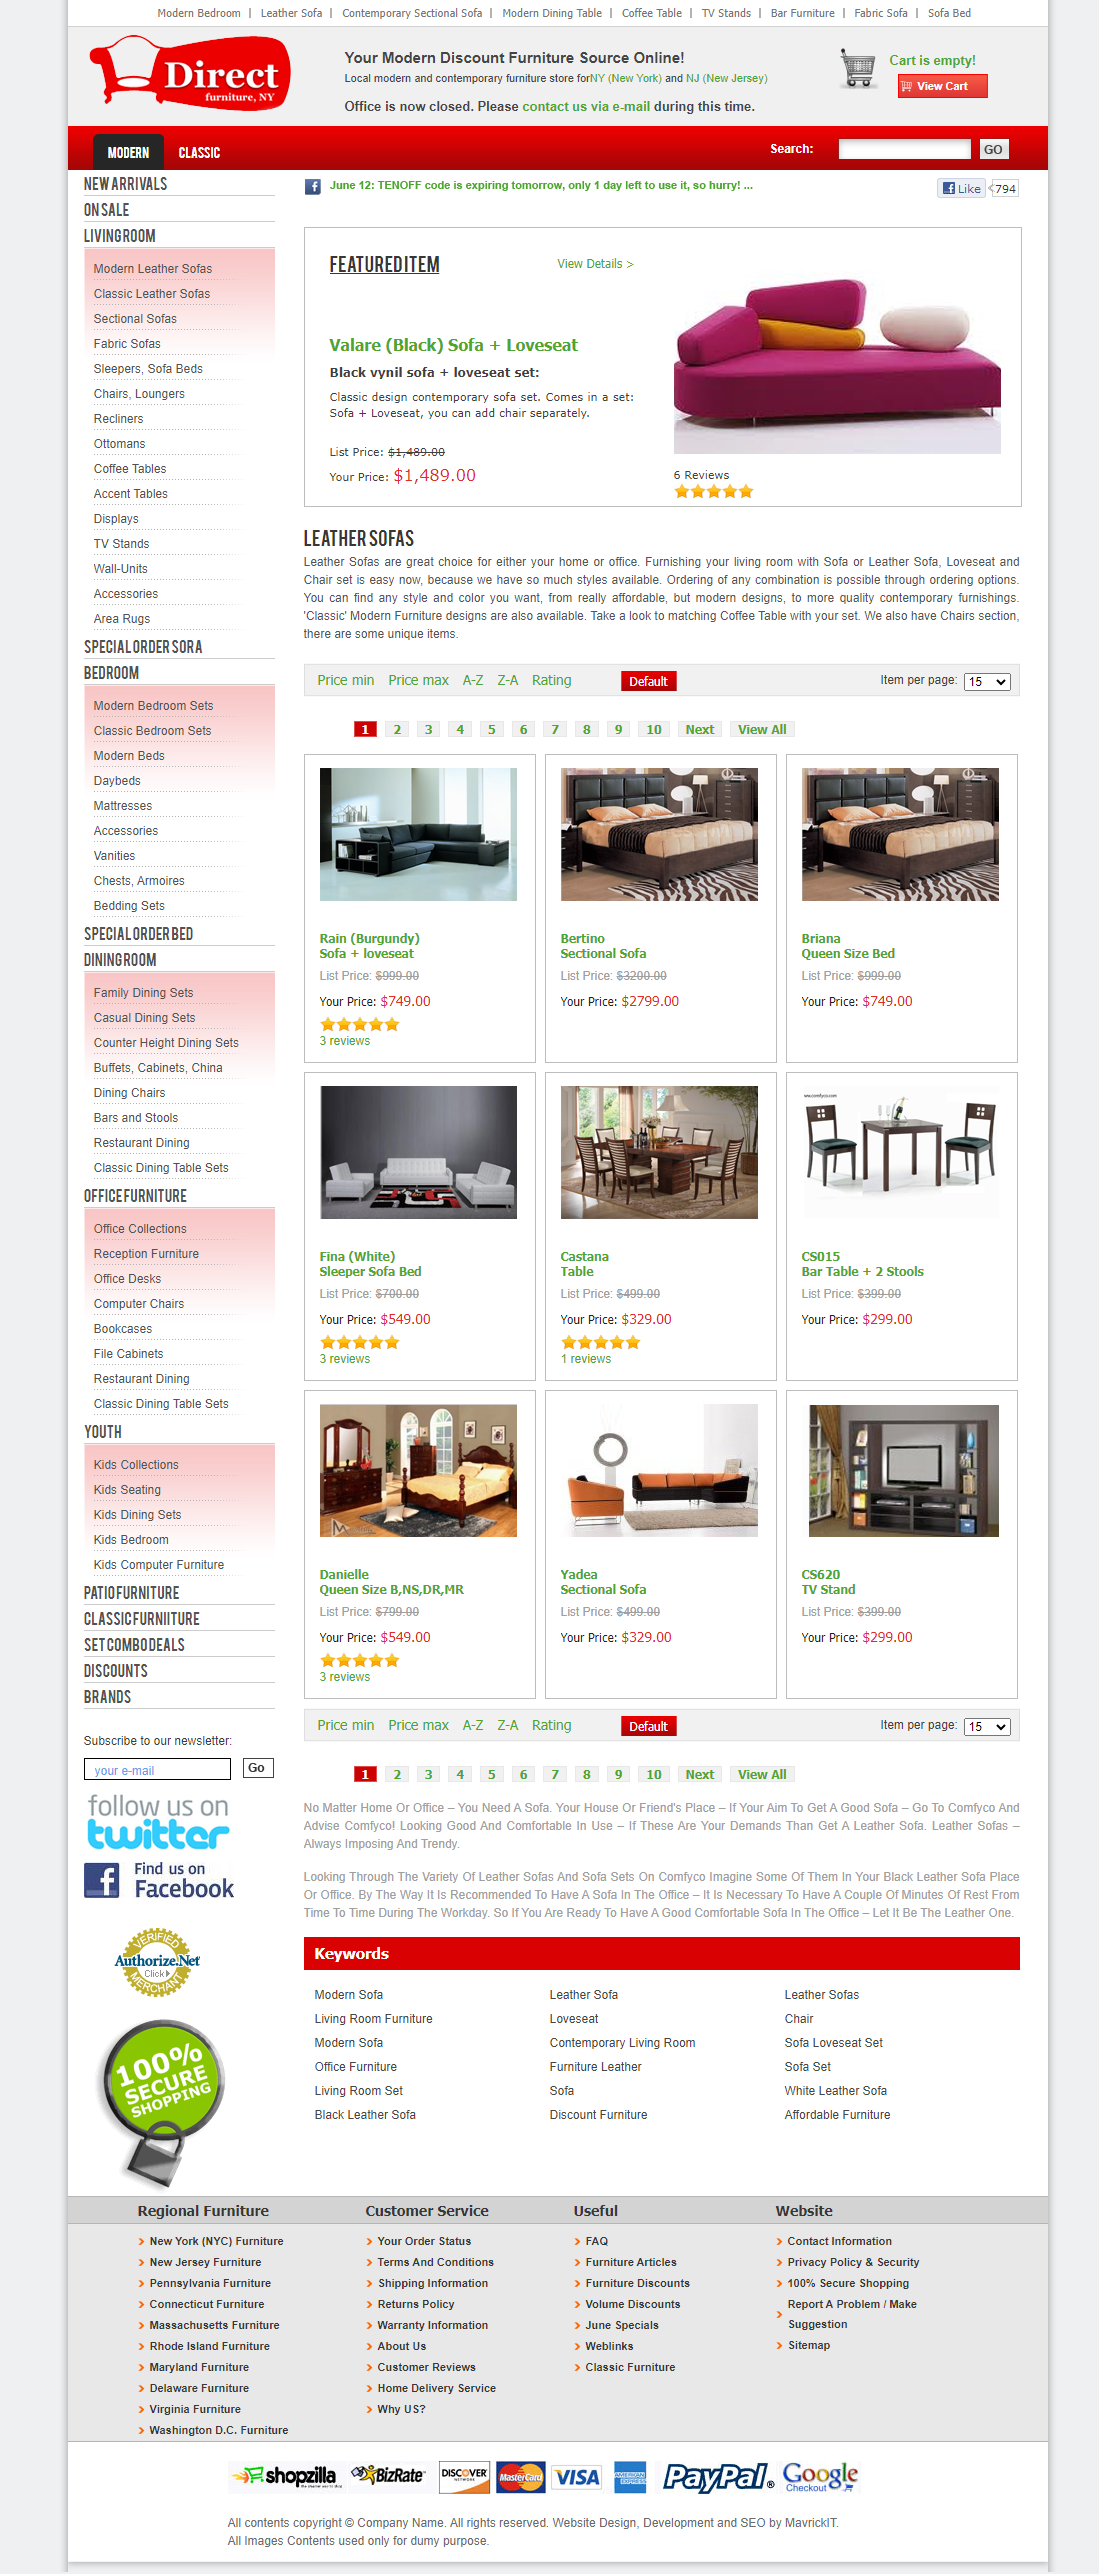 Modern Bedroom | Leather Sofa | Contemporary Sectional Sofa | Modern Dining Table | Coffee Table | TV Stands | Bar Furniture | Fabric Sofa | Sofa Bed
Direct
furniture, NY
Your Modern Discount Furniture Source Online!
Local modern and contemporary furniture store forNY (New York) and NJ (New Jersey)
Office is now closed. Please contact us via e-mail during this time.
Cart is empty!
View Cart
MODERN
CLASSIC
Search:
GO
NEW ARRIVALS
ON SALE
LIVING ROOM
Modern Leather Sofas
Classic Leather Sofas
Sectional Sofas
Fabric Sofas
Sleepers, Sofa Beds
Chairs, Loungers
Recliners
Ottomans
Coffee Tables
Accent Tables
Displays
TV Stands
Wall-Units
Accessories
Area Rugs
SPECIAL ORDER SORA
BEDROOM
Modern Bedroom Sets
Classic Bedroom Sets
Modern Beds
Daybeds
Mattresses
Accessories
Vanities
Chests, Armoires
Bedding Sets
SPECIAL ORDER BED
DINING ROOM
Family Dining Sets
Casual Dining Sets
Counter Height Dining Sets
Buffets, Cabinets, China
Dining Chairs
Bars and Stools
Restaurant Dining
Classic Dining Table Sets
OFFICE FURNITURE
Office Collections
Reception Furniture
Office Desks
Computer Chairs
Bookcases
File Cabinets
Restaurant Dining
Classic Dining Table Sets
YOUTH
Kids Collections
Kids Seating
Kids Dining Sets
Kids Bedroom
Kids Computer Furniture
PATIO FURNITURE
CLASSIC FURNIITURE
SET COMBO DEALS
DISCOUNTS
BRANDS
Subscribe to our newsletter:
your e-mail
Go
follow us on
twitter
Find us on
Facebook
VERIFIED
Authorize.Net
Click
MERCHANT
100%
SECURE
SHOPPING
June 12: TENOFF code is expiring tomorrow, only 1 day left to use it, so hurry! ...
Like
794
FEATURED ITEM
View Details >
Valare (Black) Sofa + Loveseat
Black vynil sofa + loveseat set:
Classic design contemporary sofa set. Comes in a set:
Sofa + Loveseat, you can add chair separately.
List Price: $1,489.00
Your Price: $1,489.00
6 Reviews
LEATHER SOFAS
Leather Sofas are great choice for either your home or office. Furnishing your living room with Sofa or Leather Sofa, Loveseat and
Chair set is easy now, because we have so much styles available. Ordering of any combination is possible through ordering options.
You can find any style and color you want, from really affordable, but modern designs, to more quality contemporary furnishings.
'Classic' Modern Furniture designs are also available. Take a look to matching Coffee Table with your set. We also have Chairs section,
there are some unique items.
Price min Price max A-Z Z-A Rating Default Item per page: 15
1 2 3 4 5 6 7 8 9 10 Next View All
Rain (Burgundy)
Sofa + loveseat
List Price: $999.00
Your Price: $749.00
3 reviews
Bertino
Sectional Sofa
List Price: $3200.00
Your Price: $2799.00
Briana
Queen Size Bed
List Price: $999.00
Your Price: $749.00
Fina (White)
Sleeper Sofa Bed
List Price: $700.00
Your Price: $549.00
3 reviews
Castana
Table
List Price: $499.00
Your Price: $329.00
1 reviews
www.comfyco.com
CS015
Bar Table + 2 Stools
List Price: $399.00
Your Price: $299.00
Danielle
Queen Size B,NS,DR,MR
List Price: $799.00
Your Price: $549.00
3 reviews
Yadea
Sectional Sofa
List Price: $499.00
Your Price: $329.00
CS620
TV Stand
List Price: $399.00
Your Price: $299.00
Price min Price max A-Z Z-A Rating Default Item per page: 15
1 2 3 4 5 6 7 8 9 10 Next View All
No Matter Home Or Office – You Need A Sofa. Your House Or Friend's Place – If Your Aim To Get A Good Sofa – Go To Comfyco And
Advise Comfyco! Looking Good And Comfortable In Use – If These Are Your Demands Than Get A Leather Sofa. Leather Sofas –
Always Imposing And Trendy.
Looking Through The Variety Of Leather Sofas And Sofa Sets On Comfyco Imagine Some Of Them In Your Black Leather Sofa Place
Or Office. By The Way It Is Recommended To Have A Sofa In The Office – It Is Necessary To Have A Couple Of Minutes Of Rest From
Time To Time During The Workday. So If You Are Ready To Have A Good Comfortable Sofa In The Office – Let It Be The Leather One.
Keywords
Modern Sofa Leather Sofa Leather Sofas
Living Room Furniture Loveseat Chair
Modern Sofa Contemporary Living Room Sofa Loveseat Set
Office Furniture Furniture Leather Sofa Set
Living Room Set Sofa White Leather Sofa
Black Leather Sofa Discount Furniture Affordable Furniture
Regional Furniture
New York (NYC) Furniture
New Jersey Furniture
Pennsylvania Furniture
Connecticut Furniture
Massachusetts Furniture
Rhode Island Furniture
Maryland Furniture
Delaware Furniture
Virginia Furniture
Washington D.C. Furniture
Customer Service
Your Order Status
Terms And Conditions
Shipping Information
Returns Policy
Warranty Information
About Us
Customer Reviews
Home Delivery Service
Why US?
Useful
FAQ
Furniture Articles
Furniture Discounts
Volume Discounts
June Specials
Weblinks
Classic Furniture
Website
Contact Information
Privacy Policy & Security
100% Secure Shopping
Report A Problem / Make
Suggestion
Sitemap
shopzilla BizRate DISCOVER NETWORK MasterCard VISA AMERICAN EXPRESS PayPal® Google Checkout
All contents copyright © Company Name. All rights reserved. Website Design, Development and SEO by MavrickIT.
All Images Contents used only for dumy purpose.